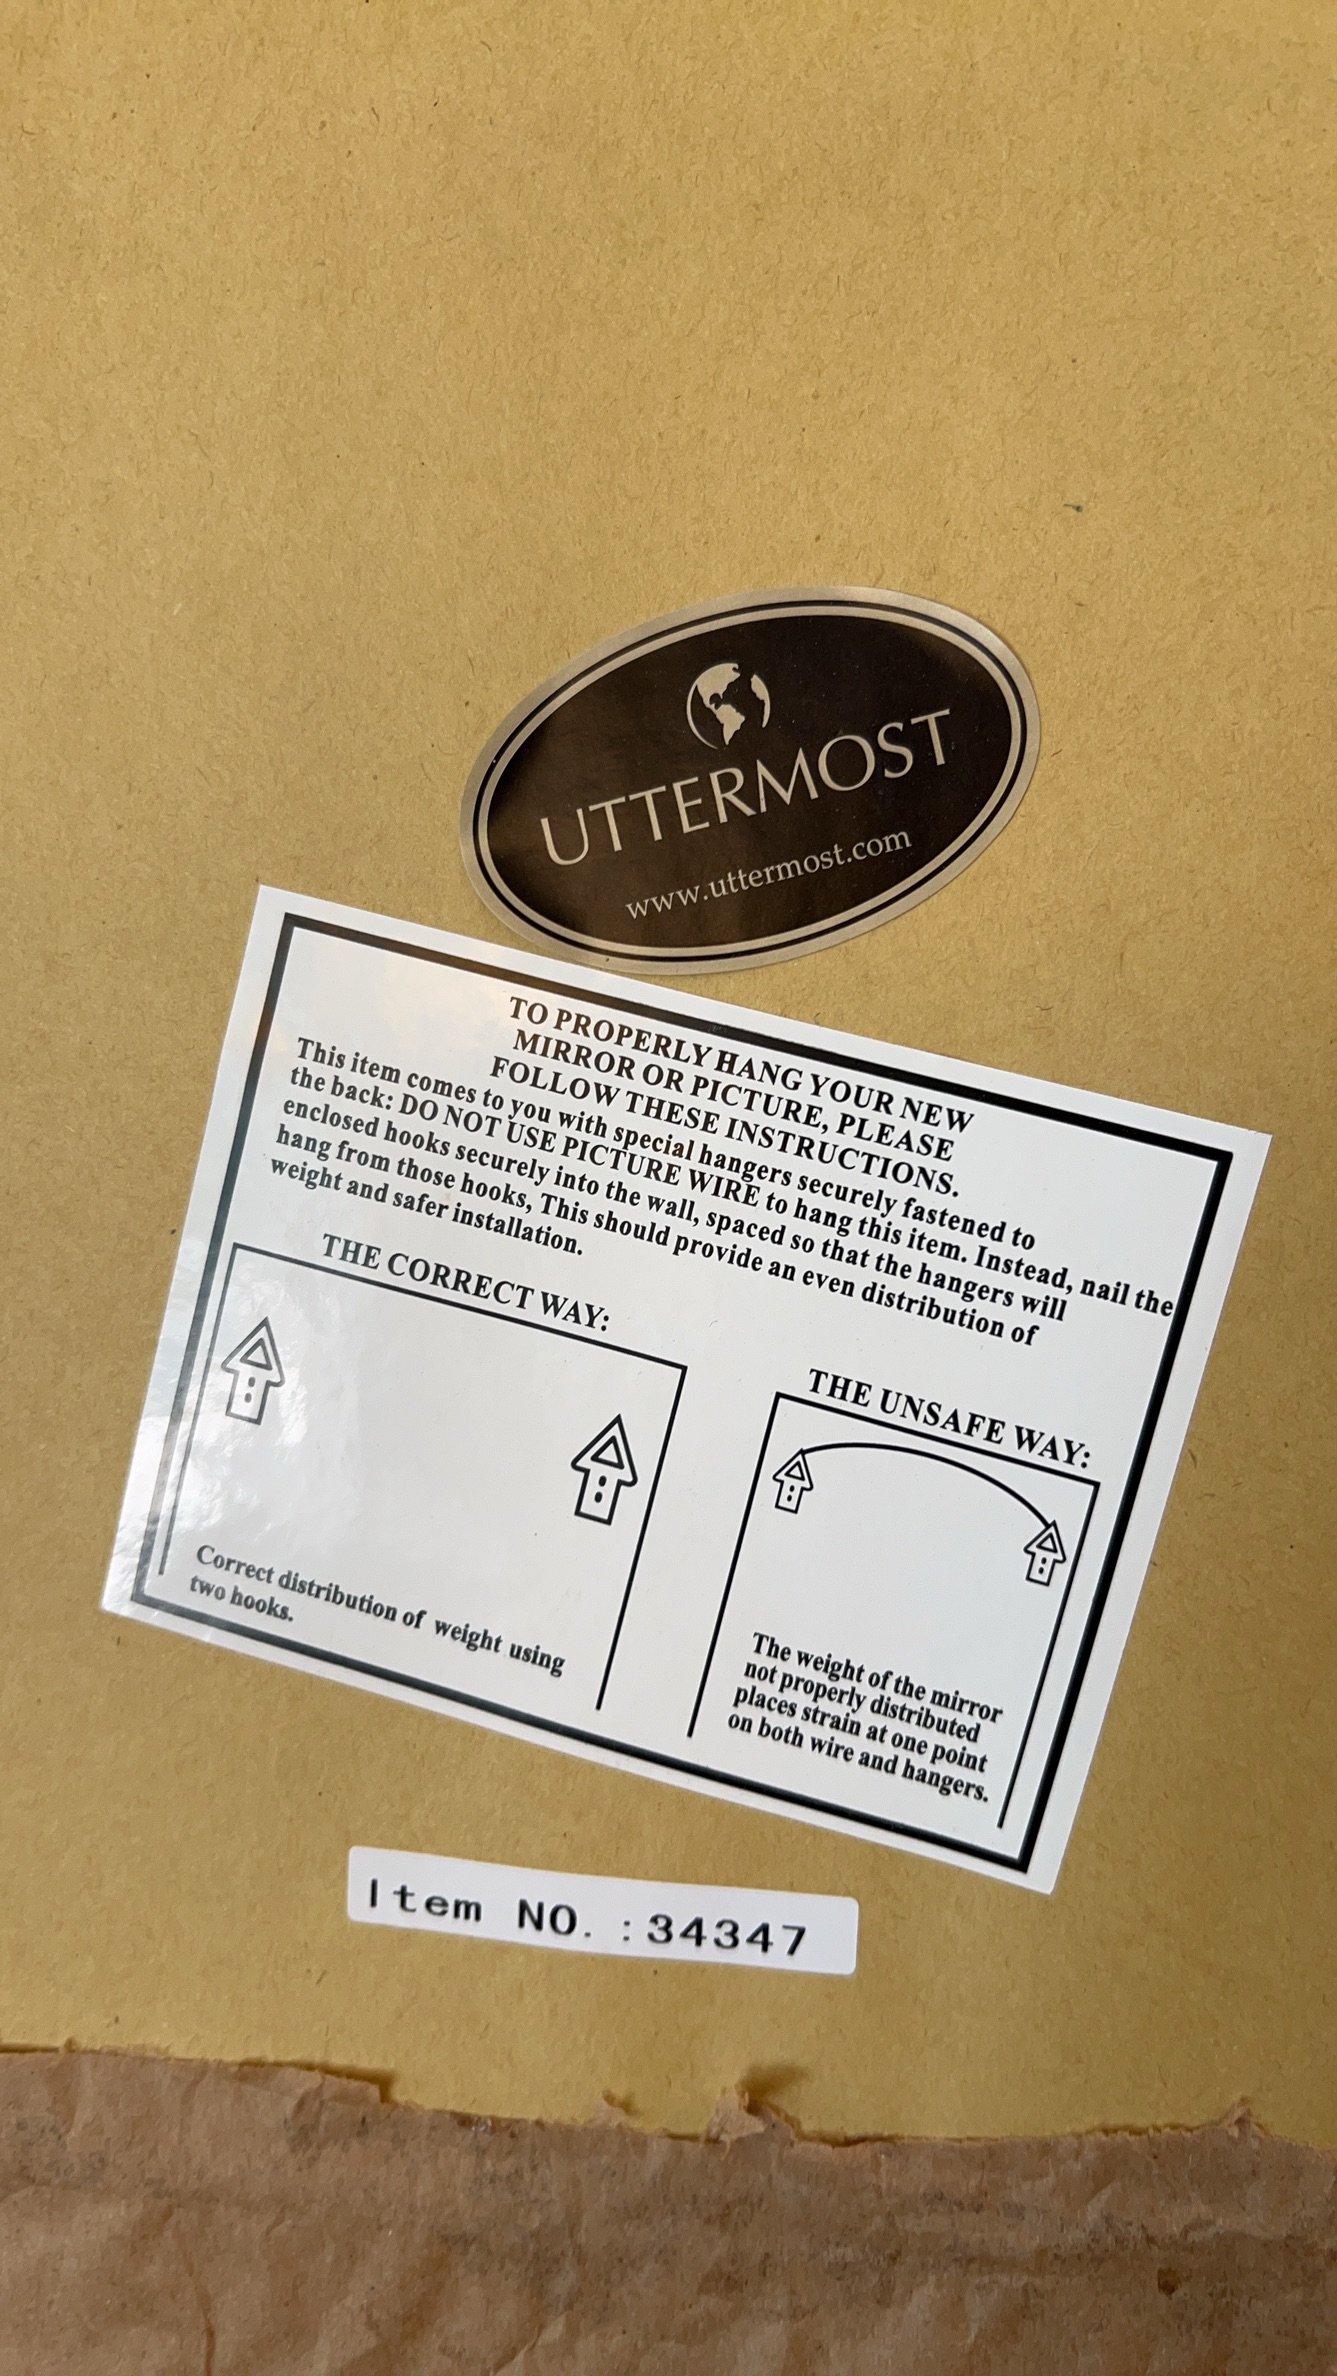 UTTERMOST
www.uttermost.com
TO PROPERLY HANG YOUR NEW
MIRROR OR PICTURE, PLEASE
FOLLOW THESE INSTRUCTIONS.
This item comes to you with special hangers securely fastened to
the back: DO NOT USE PICTURE WIRE to hang this item. Instead, nail the
enclosed hooks securely into the wall, spaced so that the hangers will
hang from those hooks, This should provide an even distribution of
weight and safer installation.
THE CORRECT WAY:
Correct distribution of weight using
two hooks.
THE UNSAFE WAY:
The weight of the mirror
not properly distributed
places strain at one point
on both wire and hangers.
Item NO. :34347